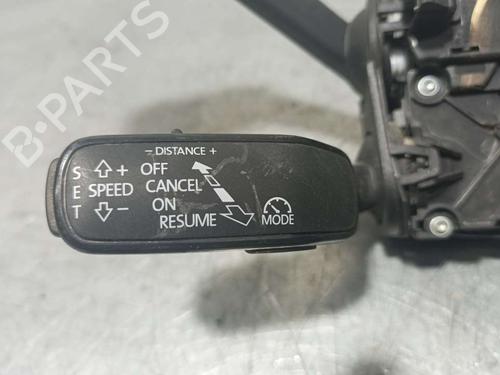 B-PARTS
- DISTANCE +
S + OFF
E SPEED CANCEL
T - ON
RESUME
MODE